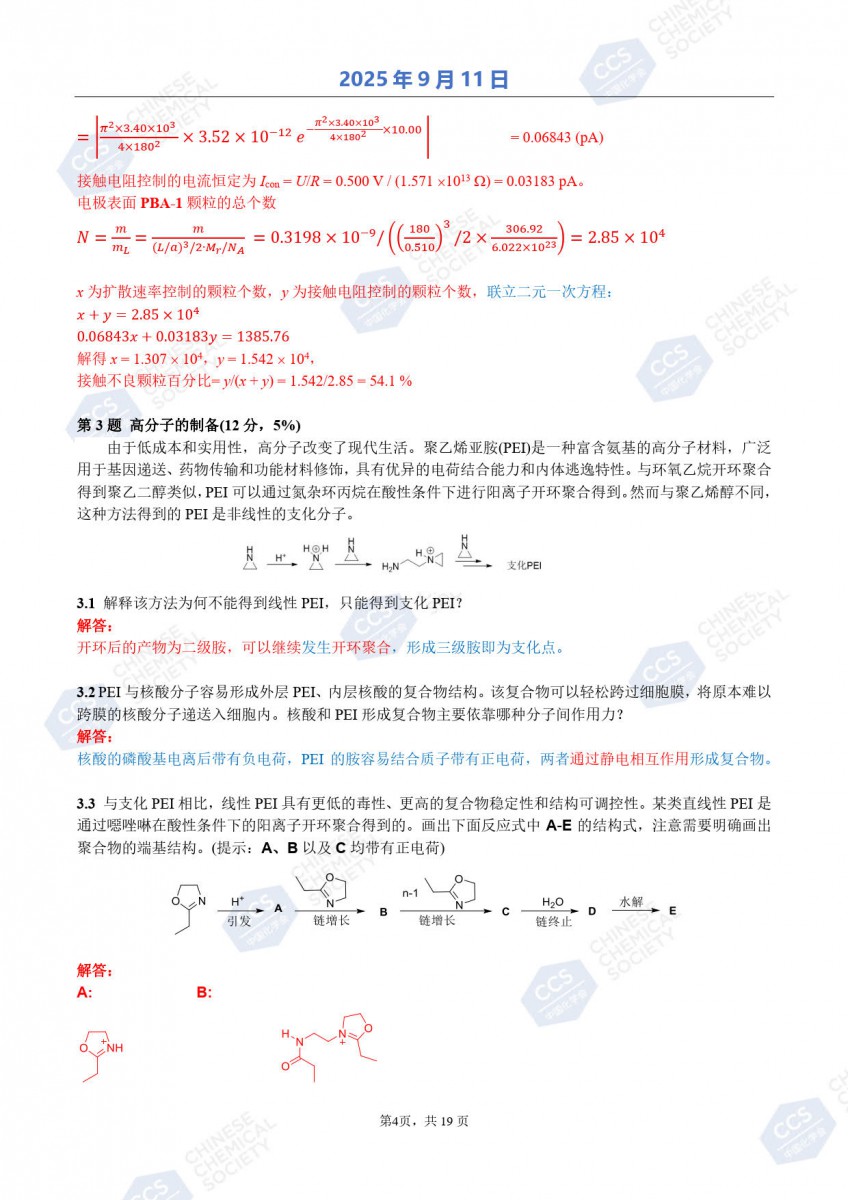 2025 年 9 月 11 日
= |π²×3.40×10³ / 4×180² × 3.52 × 10⁻¹² e^(−π²×3.40×10³ / 4×180² ×10.00)| = 0.06843 (pA)
接触电阻控制的电流恒定为 Icon = U/R = 0.500 V / (1.571 ×10¹³ Ω) = 0.03183 pA。
电极表面 PBA-1 颗粒的总个数
N = m/mL = m/((L/a)³/2·Mr/NA) = 0.3198 × 10⁻⁹/((180/0.510)³/2 × 306.92/6.022×10²³) = 2.85 × 10⁴
x 为扩散速率控制的颗粒个数，y 为接触电阻控制的颗粒个数，联立二元一次方程：
x + y = 2.85 × 10⁴
0.06843x + 0.03183y = 1385.76
解得 x = 1.307 × 10⁴，y = 1.542 × 10⁴，
接触不良颗粒百分比= y/(x + y) = 1.542/2.85 = 54.1 %
第 3 题 高分子的制备(12 分，5%)
由于低成本和实用性，高分子改变了现代生活。聚乙烯亚胺(PEI)是一种富含氨基的高分子材料，广泛
用于基因递送、药物传输和功能材料修饰，具有优异的电荷结合能力和内体逃逸特性。与环氧乙烷开环聚合
得到聚乙二醇类似，PEI 可以通过氮杂环丙烷在酸性条件下进行阳离子开环聚合得到。然而与聚乙烯醇不同，
这种方法得到的 PEI 是非线性的支化分子。
H N H⁺ H ⊕ H N H N H₂N H ⊕ N H N 支化PEI
3.1 解释该方法为何不能得到线性 PEI，只能得到支化 PEI？
解答：
开环后的产物为二级胺，可以继续发生开环聚合，形成三级胺即为支化点。
3.2 PEI 与核酸分子容易形成外层 PEI、内层核酸的复合物结构。该复合物可以轻松跨过细胞膜，将原本难以
跨膜的核酸分子递送入细胞内。核酸和 PEI 形成复合物主要依靠哪种分子间作用力？
解答：
核酸的磷酸基电离后带有负电荷，PEI 的胺容易结合质子带有正电荷，两者通过静电相互作用形成复合物。
3.3 与支化 PEI 相比，线性 PEI 具有更低的毒性、更高的复合物稳定性和结构可调控性。某类直线性 PEI 是
通过噁唑啉在酸性条件下的阳离子开环聚合得到的。画出下面反应式中 A-E 的结构式，注意需要明确画出
聚合物的端基结构。(提示：A、B 以及 C 均带有正电荷)
O N H⁺ 引发 A O N 链增长 B n-1 O N 链增长 C H₂O 链终止 D 水解 E
解答：
A: B:
O + NH H N O N + O
第4页，共 19 页
CCS
中国化学会
CHINESE
CHEMICAL
SOCIETY